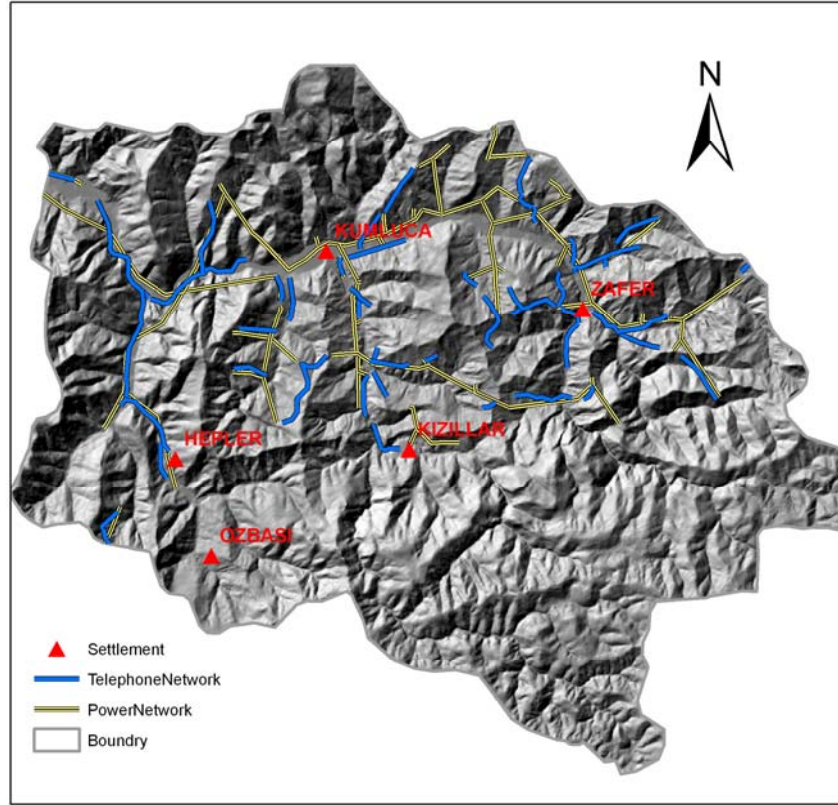 N
KUMLUCA
ZAFER
KIZILLAR
HEPLER
OZBASI
Settlement
TelephoneNetwork
PowerNetwork
Boundry